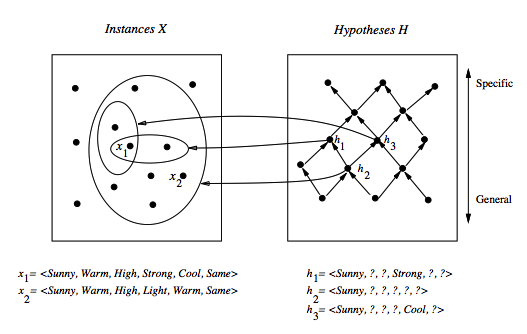 Instances X
Hypotheses H
Specific
x1
h1
h3
x2
h2
General
x1= <Sunny, Warm, High, Strong, Cool, Same>
x2= <Sunny, Warm, High, Light, Warm, Same>
h1= <Sunny, ?, ?, Strong, ?, ?>
h2= <Sunny, ?, ?, ?, ?, ?>
h3= <Sunny, ?, ?, ?, Cool, ?>